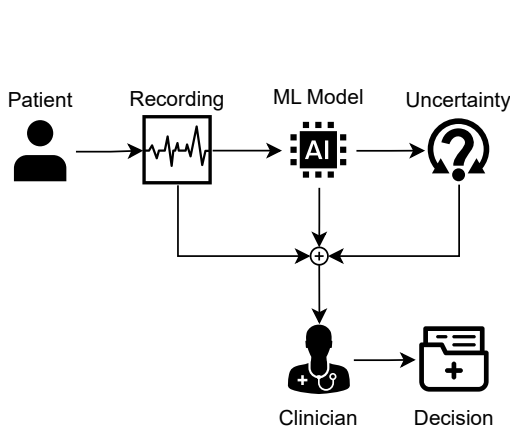 Patient
Recording
ML Model
Uncertainty
AI
Clinician
Decision